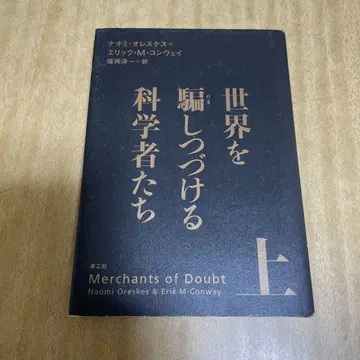 ナオミ・オレスケス+
エリック・M・コンウェイ
福岡洋一=訳
世界を
騙しつづける
科学者たち
上
楽工社
Merchants of Doubt
Naomi Oreskes & Erik M Conway